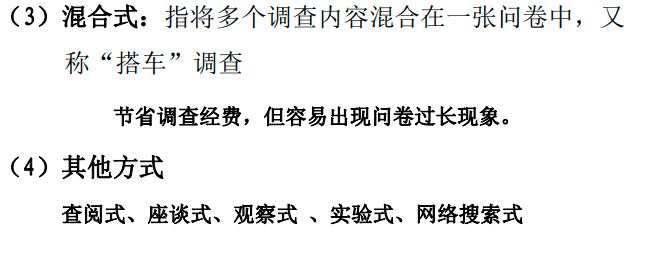 （3）混合式：指将多个调查内容混合在一张问卷中，又
称“搭车”调查
节省调查经费，但容易出现问卷过长现象。
（4）其他方式
查阅式、座谈式、观察式 、实验式、网络搜索式